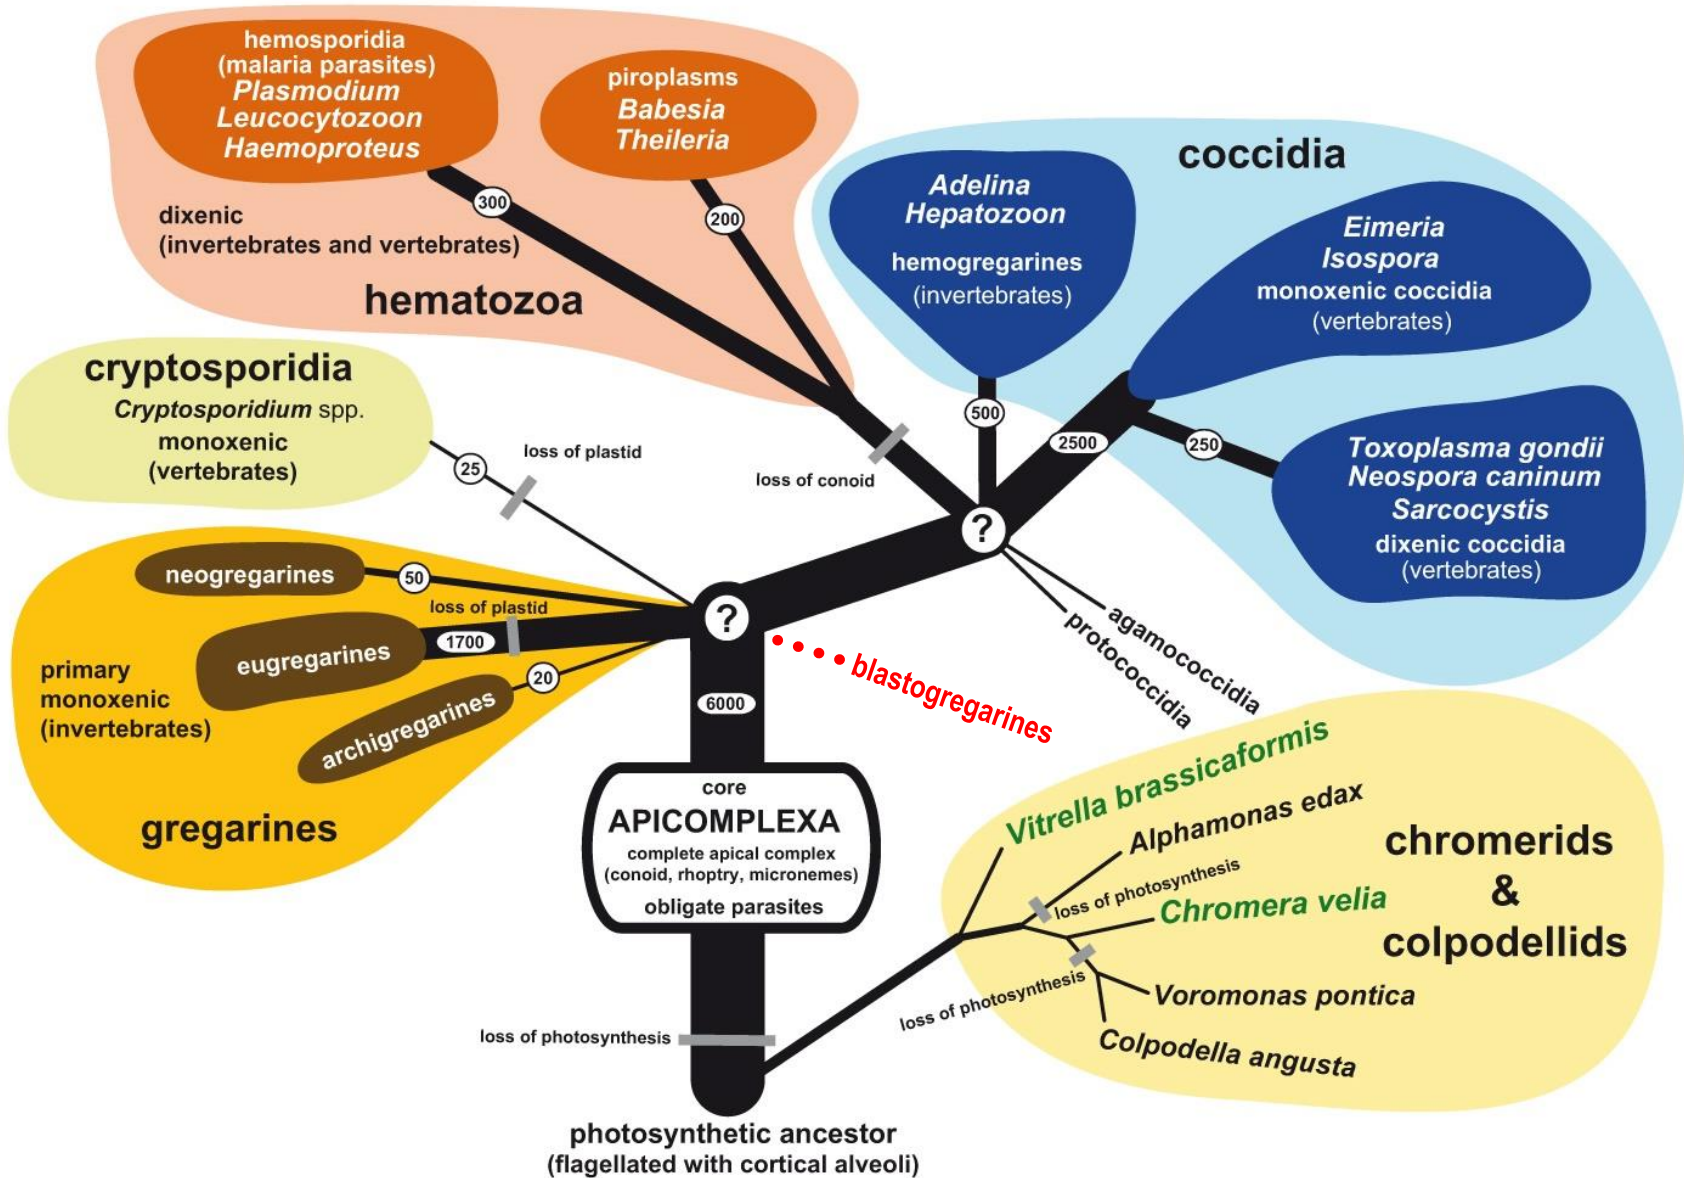 hemosporidia
(malaria parasites)
Plasmodium
Leucocytozoon
Haemoproteus
piroplasms
Babesia
Theileria
300
200
dixenic
(invertebrates and vertebrates)
hematozoa
coccidia
Adelina
Hepatozoon
hemogregarines
(invertebrates)
Eimeria
Isospora
monoxenic coccidia
(vertebrates)
500
2500
250
Toxoplasma gondii
Neospora caninum
Sarcocystis
dixenic coccidia
(vertebrates)
cryptosporidia
Cryptosporidium spp.
monoxenic
(vertebrates)
25
loss of plastid
loss of conoid
?
agamococcidia
protococcidia
neogregarines
50
loss of plastid
eugregarines
1700
archigregarines
20
primary
monoxenic
(invertebrates)
gregarines
?
blastogregarines
6000
core
APICOMPLEXA
complete apical complex
(conoid, rhoptry, micronemes)
obligate parasites
Vitrella brassicaformis
Alphamonas edax
loss of photosynthesis
Chromera velia
chromerids
&
colpodellids
loss of photosynthesis
Voromonas pontica
Colpodella angusta
loss of photosynthesis
photosynthetic ancestor
(flagellated with cortical alveoli)